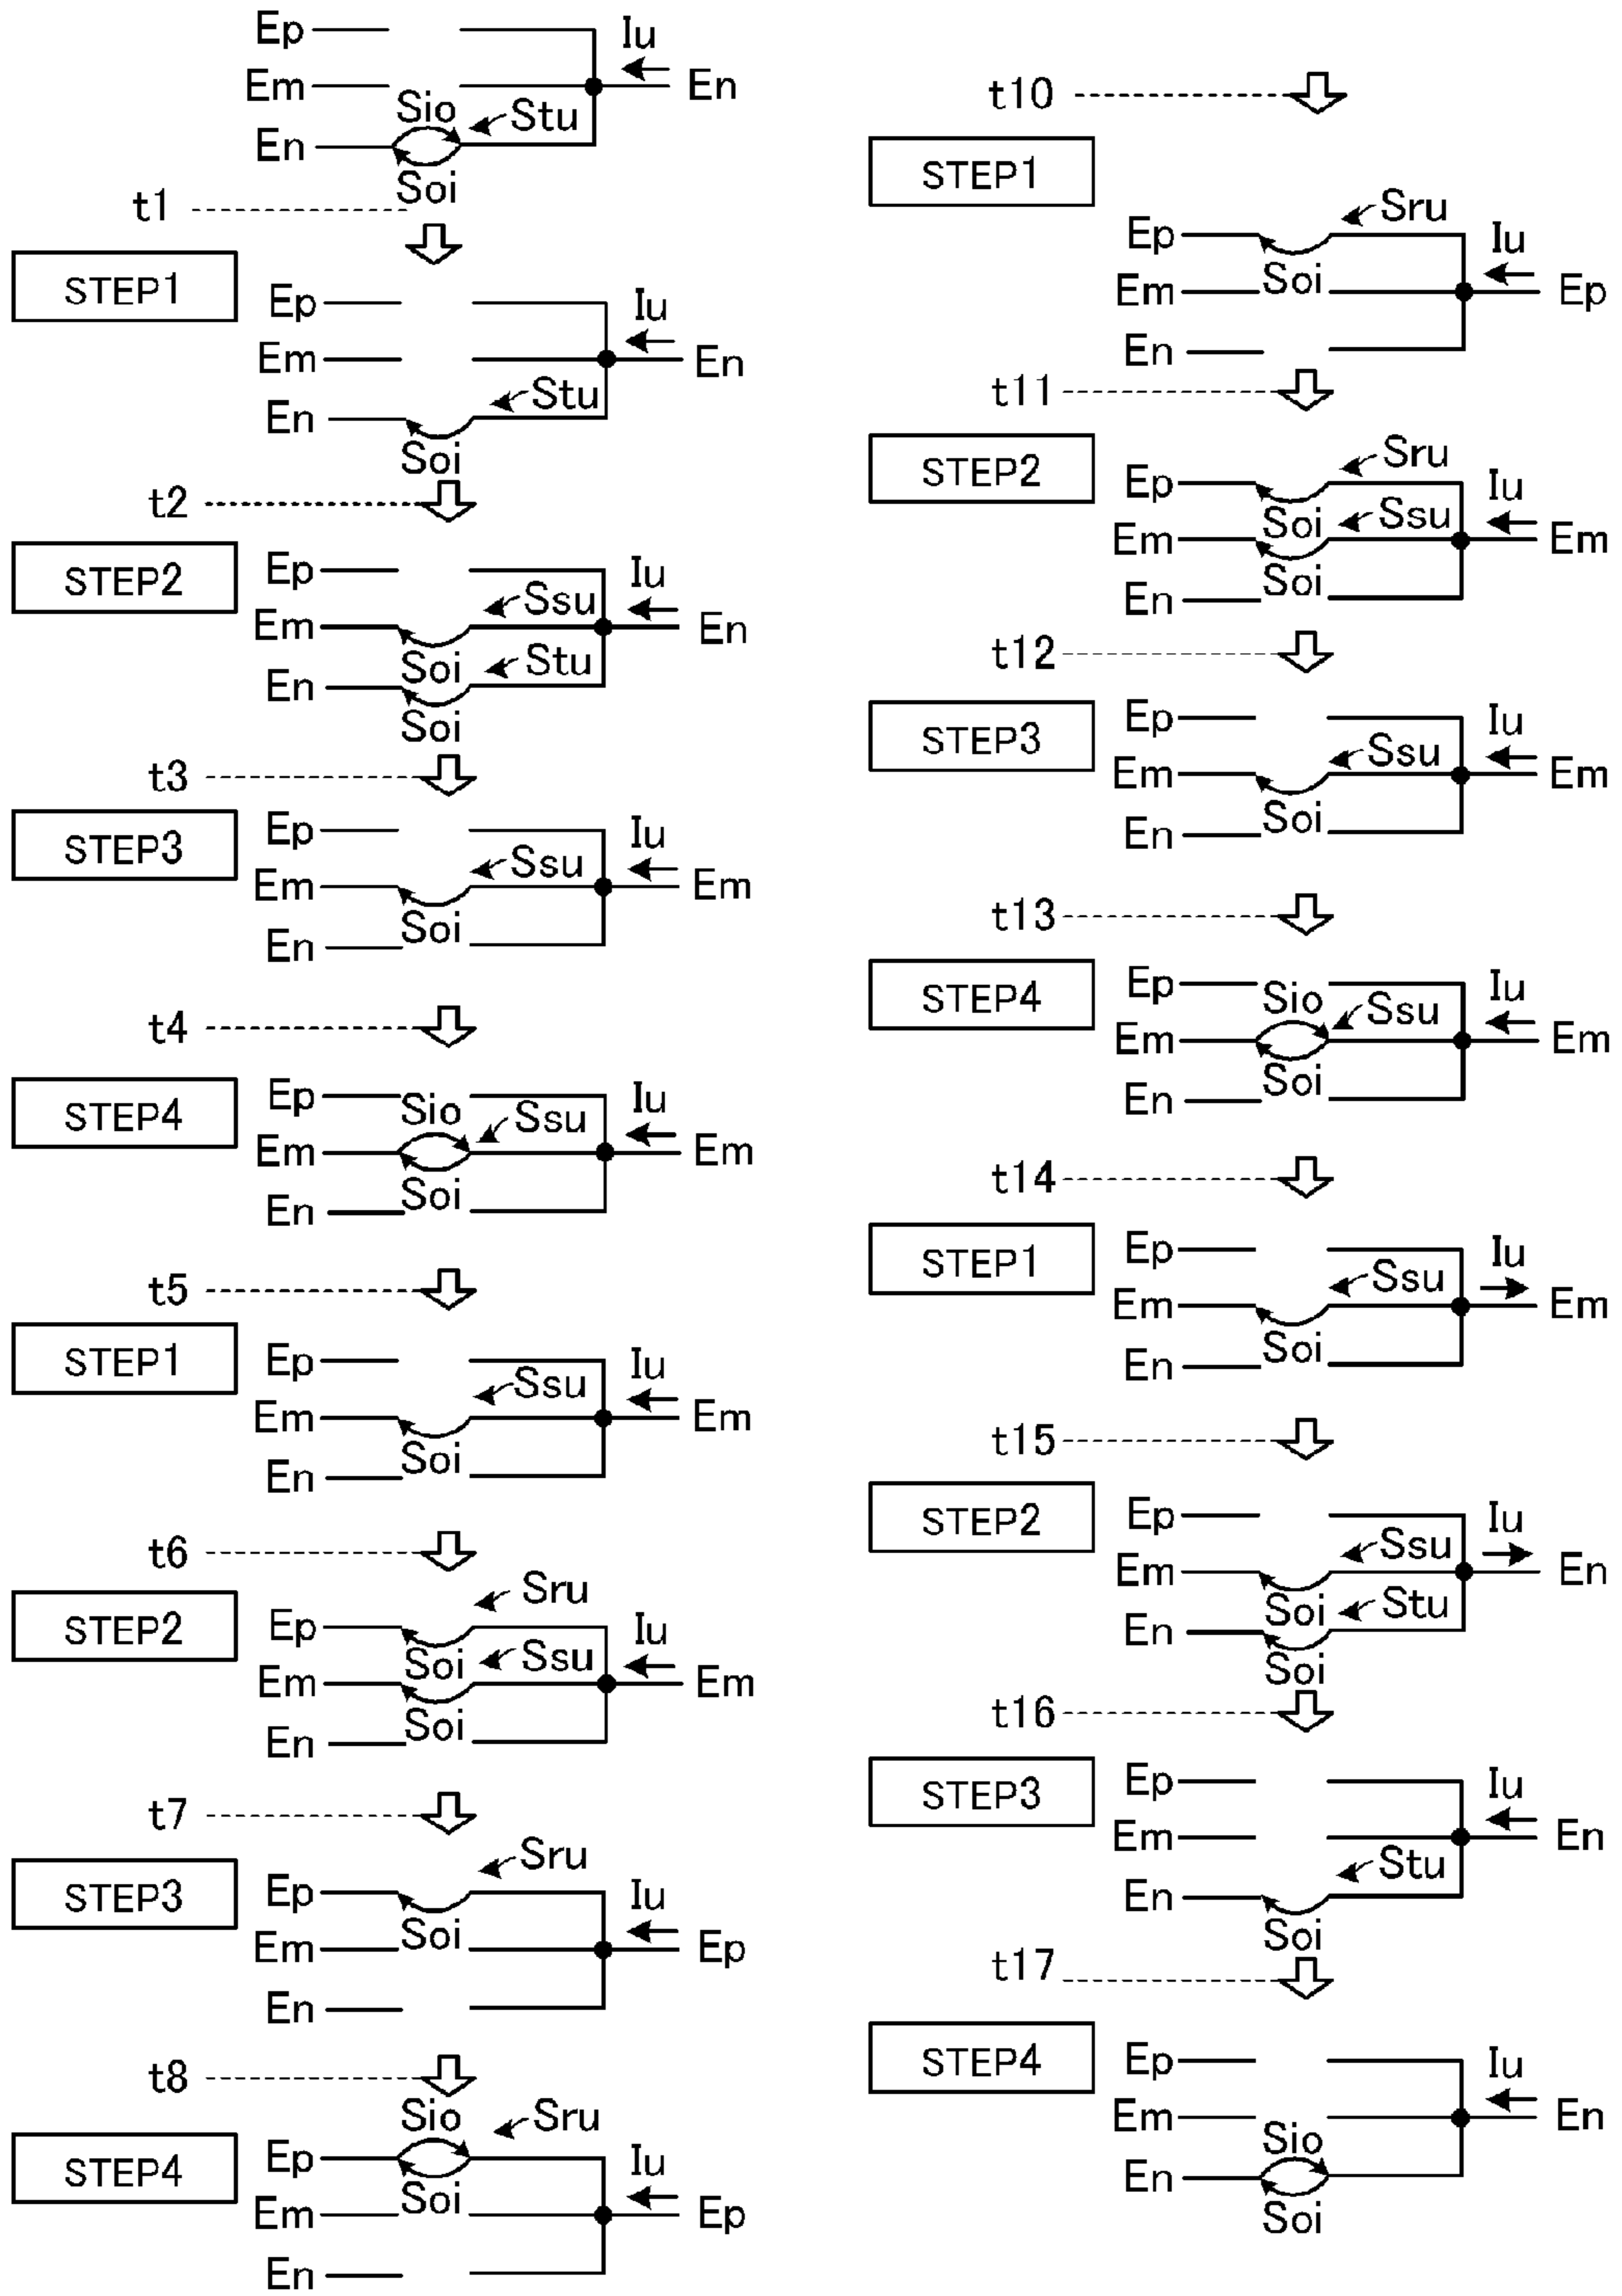 Ep
Iu
Em
En
Sio
Stu
En
Soi
t1
STEP1
Ep
Iu
Em
En
Stu
En
Soi
t2
STEP2
Ep
Iu
Ssu
Em
En
Soi
Stu
En
Soi
t3
STEP3
Ep
Iu
Ssu
Em
Em
Soi
En
t4
STEP4
Ep
Sio
Iu
Ssu
Em
Em
Soi
En
t5
STEP1
Ep
Iu
Ssu
Em
Em
Soi
En
t6
Sru
STEP2
Ep
Iu
Soi
Ssu
Em
Em
Soi
En
t7
Sru
STEP3
Ep
Iu
Em
Soi
Ep
En
t8
Sio
Sru
STEP4
Ep
Iu
Soi
Em
Ep
En
t10
STEP1
Sru
Ep
Iu
Em
Soi
Ep
En
t11
STEP2
Sru
Ep
Iu
Soi
Ssu
Em
Em
Soi
En
t12
STEP3
Ep
Iu
Ssu
Em
Em
Soi
En
t13
STEP4
Ep
Sio
Iu
Ssu
Em
Em
Soi
En
t14
STEP1
Ep
Iu
Ssu
Em
Em
Soi
En
t15
STEP2
Ep
Iu
Ssu
Em
En
Soi
Stu
En
Soi
t16
STEP3
Ep
Iu
Em
En
Stu
En
Soi
t17
STEP4
Ep
Iu
Em
En
Sio
En
Soi